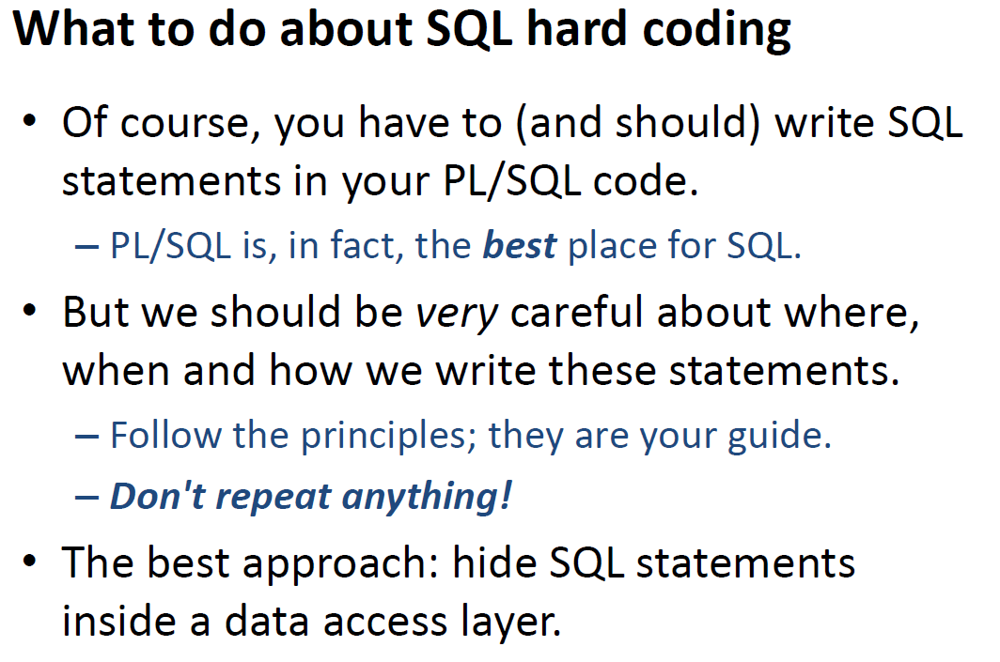 What to do about SQL hard coding
• Of course, you have to (and should) write SQL
statements in your PL/SQL code.
– PL/SQL is, in fact, the best place for SQL.
• But we should be very careful about where,
when and how we write these statements.
– Follow the principles; they are your guide.
– Don't repeat anything!
• The best approach: hide SQL statements
inside a data access layer.